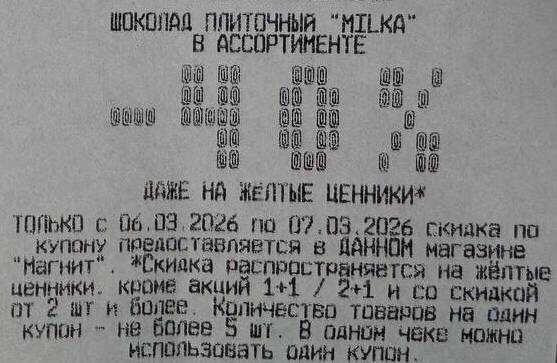 ШОКОЛАД ПЛИТОЧНЫЙ "MILKA"
В АССОРТИМЕНТЕ
-40%
ДАЖЕ НА ЖЁЛТЫЕ ЦЕННИКИ*
ТОЛЬКО с 06.03.2026 по 07.03.2026 скидка по
купону предоставляется в ДАННОМ магазине
"Магнит". *Скидка распространяется на жёлтые
ценники, кроме акций 1+1 / 2+1 и со скидкой
от 2 шт и более. Количество товаров на один
купон - не более 5 шт. В одном чеке можно
использовать один купон.